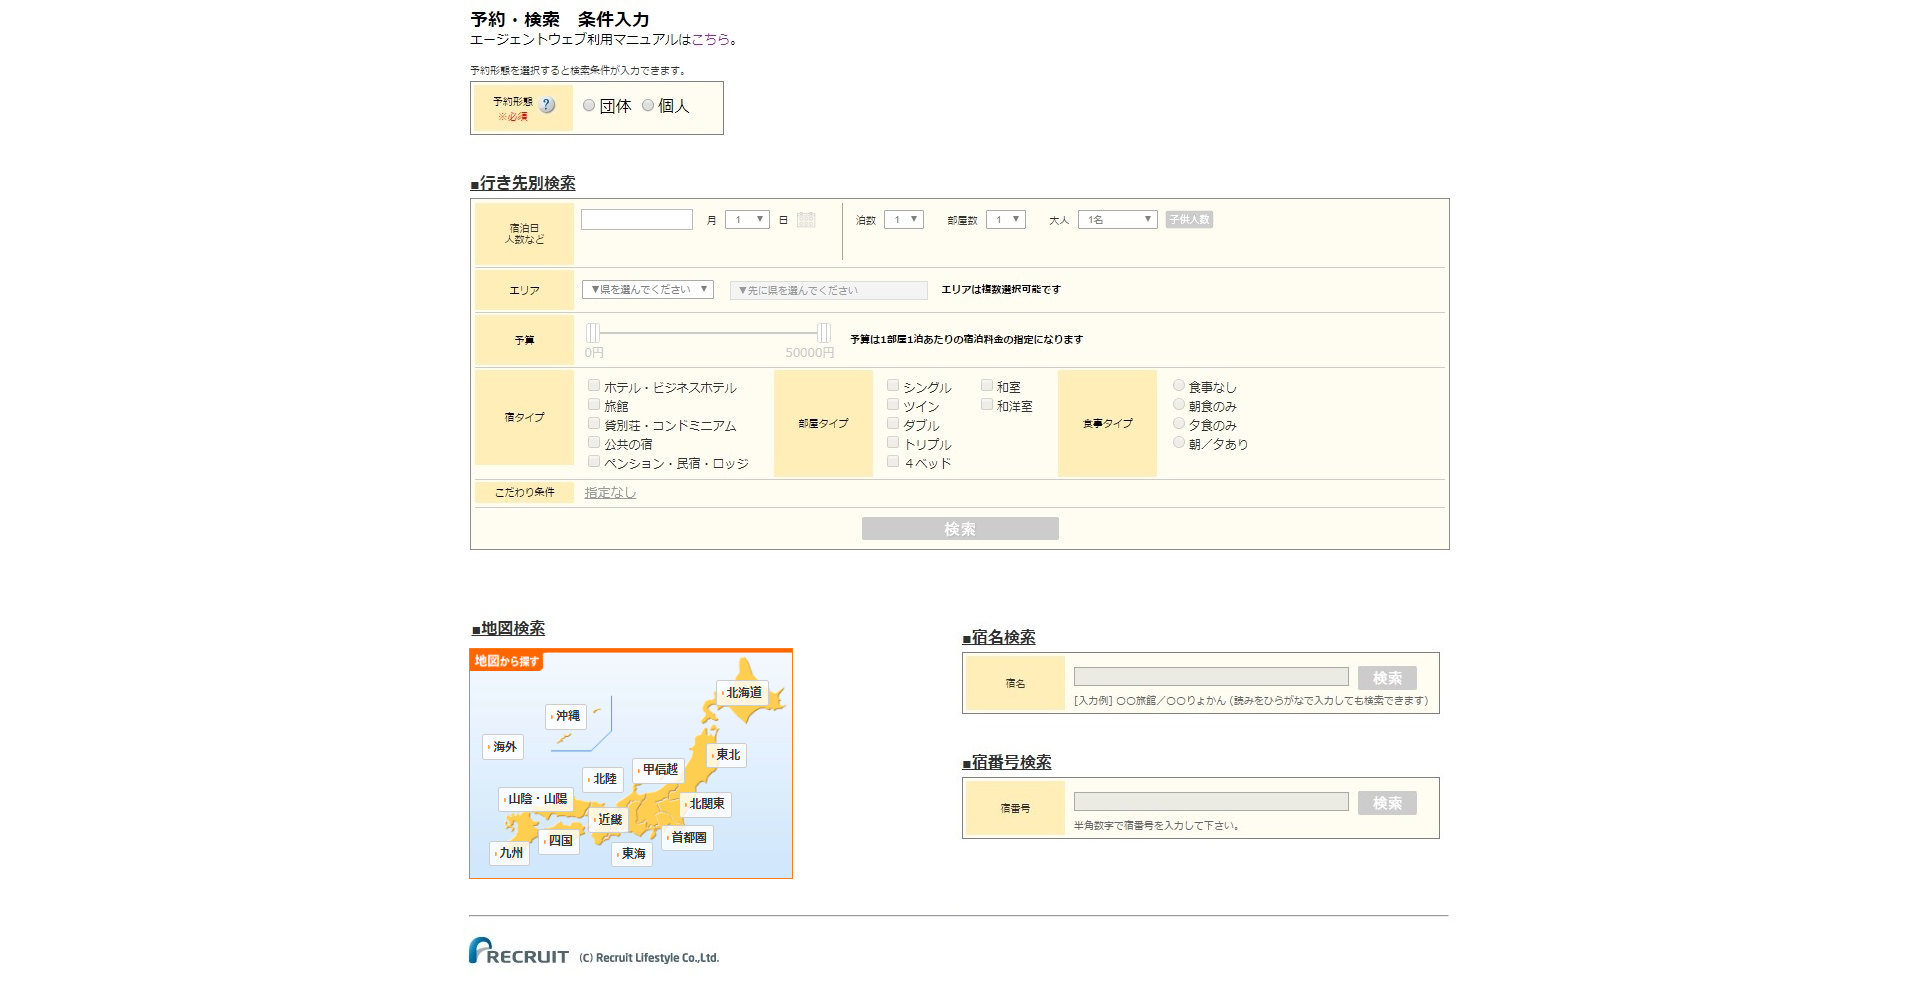 予約・検索　条件入力
エージェントウェブ利用マニュアルはこちら。
予約形態を選択すると検索条件が入力できます。
予約形態 ?
※必須
団体 個人
■行き先別検索
宿泊日
人数など
月 1 ▼ 日 泊数 1 ▼ 部屋数 1 ▼ 大人 1名 ▼ 子供人数
エリア ▼県を選んでください ▼ ▼先に県を選んでください エリアは複数選択可能です
予算 0円 50000円 予算は1部屋1泊あたりの宿泊料金の指定になります
宿タイプ
ホテル・ビジネスホテル
旅館
貸別荘・コンドミニアム
公共の宿
ペンション・民宿・ロッジ
部屋タイプ
シングル 和室
ツイン 和洋室
ダブル
トリプル
４ベッド
食事タイプ
食事なし
朝食のみ
夕食のみ
朝／夕あり
こだわり条件 指定なし
検索
■地図検索
地図から探す
北海道
沖縄
海外
東北
甲信越
北陸
山陰・山陽
北関東
近畿
首都圏
四国
九州
東海
■宿名検索
宿名 検索
[入力例] 〇〇旅館／〇〇りょかん (読みをひらがなで入力しても検索できます)
■宿番号検索
宿番号 検索
半角数字で宿番号を入力して下さい。
RECRUIT (C) Recruit Lifestyle Co.,Ltd.